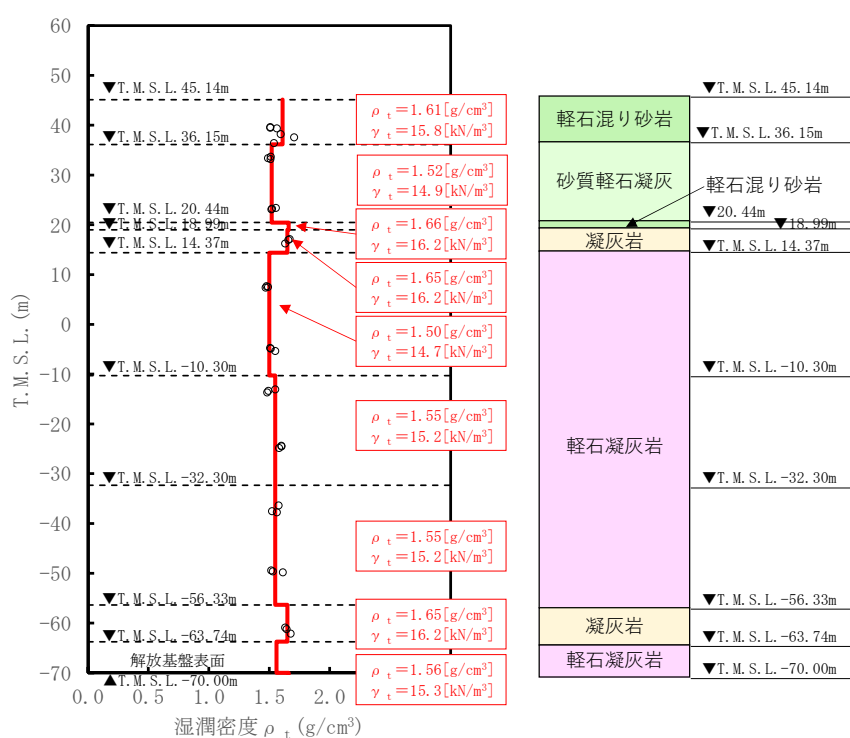 60
50
40
30
20
10
0
−10
−20
−30
−40
−50
−60
−70
T.M.S.L.(m)
▼T.M.S.L.45.14m
▼T.M.S.L.36.15m
▼T.M.S.L.20.44m
▼T.M.S.L.18.99m
▼T.M.S.L.14.37m
▼T.M.S.L.-10.30m
▼T.M.S.L.-32.30m
▼T.M.S.L.-56.33m
▼T.M.S.L.-63.74m
解放基盤表面
▲T.M.S.L.-70.00m
0.0 0.5 1.0 1.5 2.0
湿潤密度ρt(g/cm³)
ρt=1.61[g/cm³]
γt=15.8[kN/m³]
ρt=1.52[g/cm³]
γt=14.9[kN/m³]
ρt=1.66[g/cm³]
γt=16.2[kN/m³]
ρt=1.65[g/cm³]
γt=16.2[kN/m³]
ρt=1.50[g/cm³]
γt=14.7[kN/m³]
ρt=1.55[g/cm³]
γt=15.2[kN/m³]
ρt=1.55[g/cm³]
γt=15.2[kN/m³]
ρt=1.65[g/cm³]
γt=16.2[kN/m³]
ρt=1.56[g/cm³]
γt=15.3[kN/m³]
軽石混り砂岩
砂質軽石凝灰
軽石混り砂岩
凝灰岩
軽石凝灰岩
凝灰岩
軽石凝灰岩
▼T.M.S.L.45.14m
▼T.M.S.L.36.15m
▼20.44m
▼18.99m
▼T.M.S.L.14.37m
▼T.M.S.L.-10.30m
▼T.M.S.L.-32.30m
▼T.M.S.L.-56.33m
▼T.M.S.L.-63.74m
▼T.M.S.L.-70.00m